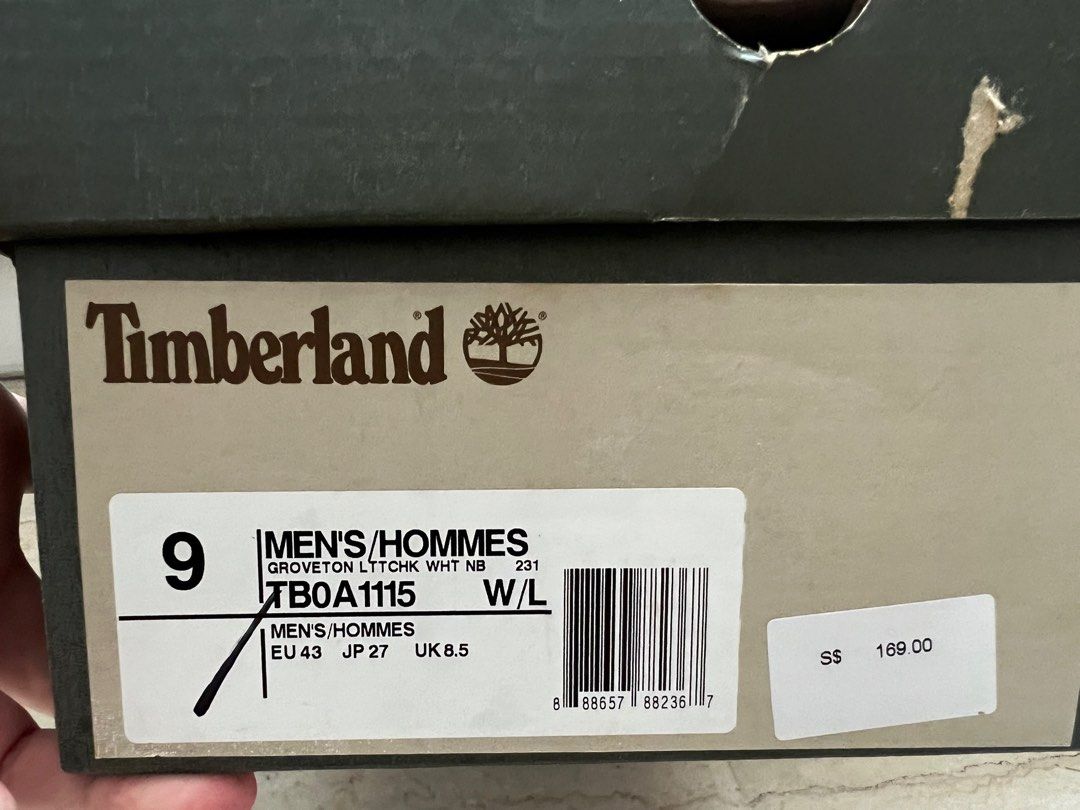 Timberland® ®
9
MEN'S/HOMMES
GROVETON LTTCHK WHT NB 231
TB0A1115 W/L
MEN'S/HOMMES
EU 43 JP 27 UK 8.5
8 88657 88236 7
S$ 169.00